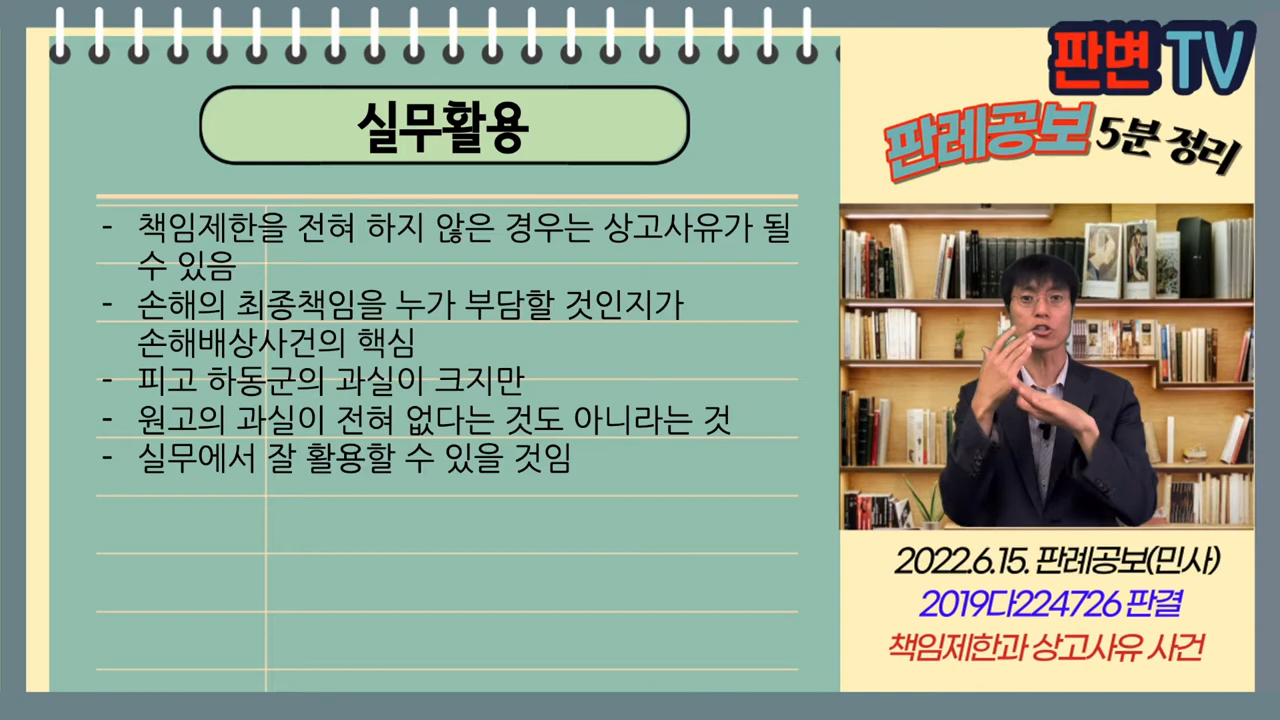 판변 TV
판례공보 5분 정리
실무활용
- 책임제한을 전혀 하지 않은 경우는 상고사유가 될
수 있음
- 손해의 최종책임을 누가 부담할 것인지가
손해배상사건의 핵심
- 피고 하동군의 과실이 크지만
- 원고의 과실이 전혀 없다는 것도 아니라는 것
- 실무에서 잘 활용할 수 있을 것임
2022.6.15. 판례공보(민사)
2019다224726 판결
책임제한과 상고사유 사건